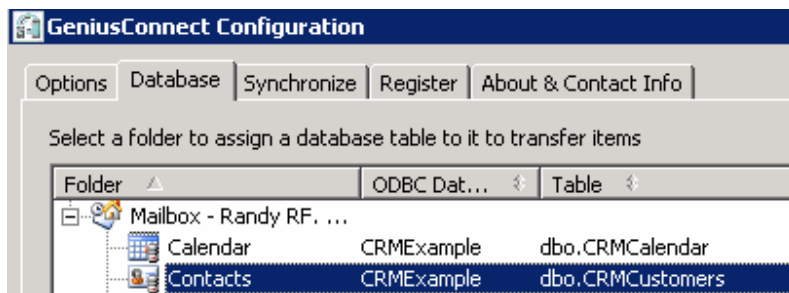 GeniusConnect Configuration
Options Database Synchronize Register About & Contact Info
Select a folder to assign a database table to it to transfer items
Folder ODBC Dat... Table
Mailbox - Randy RF. ...
Calendar CRMExample dbo.CRMCalendar
Contacts CRMExample dbo.CRMCustomers